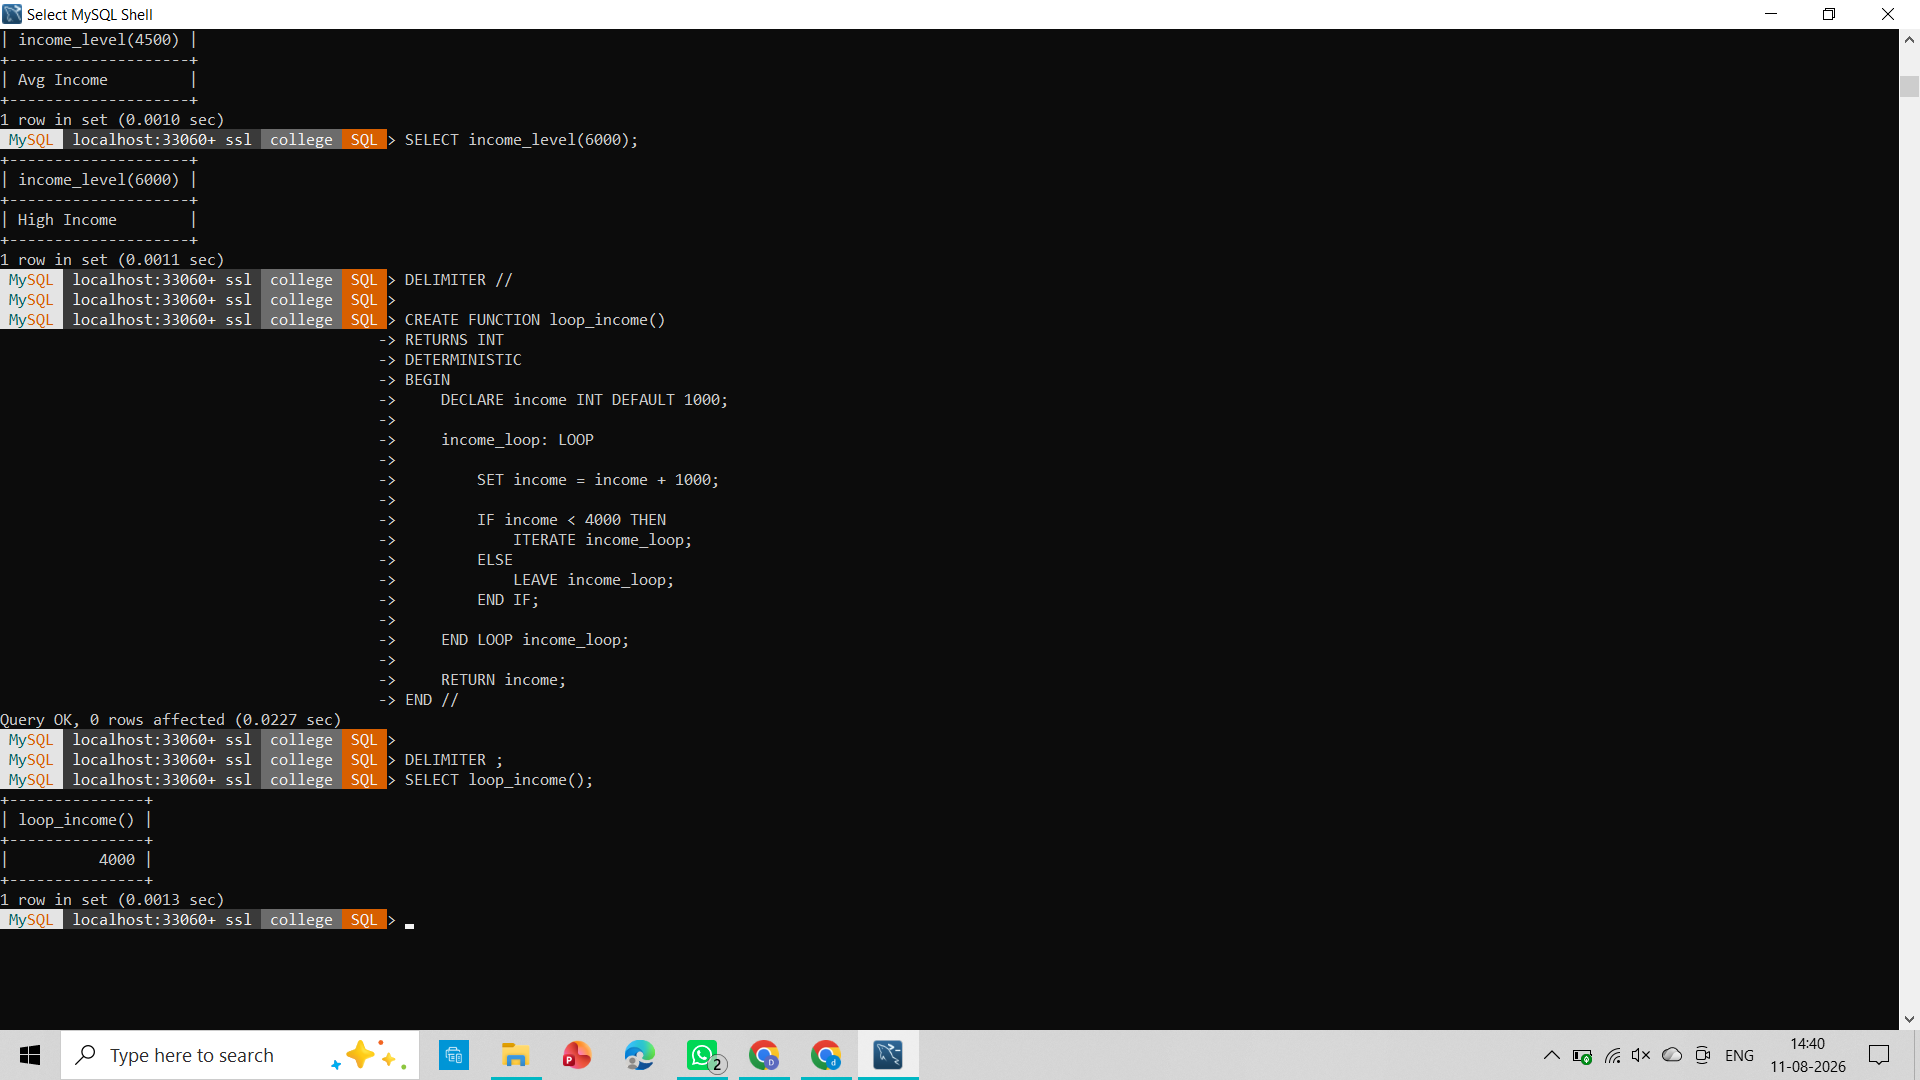 Select MySQL Shell
| income_level(4500) |
+--------------------+
| Avg Income         |
+--------------------+
1 row in set (0.0010 sec)
MySQL localhost:33060+ ssl college SQL > SELECT income_level(6000);
+--------------------+
| income_level(6000) |
+--------------------+
| High Income        |
+--------------------+
1 row in set (0.0011 sec)
MySQL localhost:33060+ ssl college SQL > DELIMITER //
MySQL localhost:33060+ ssl college SQL >
MySQL localhost:33060+ ssl college SQL > CREATE FUNCTION loop_income()
-> RETURNS INT
-> DETERMINISTIC
-> BEGIN
->     DECLARE income INT DEFAULT 1000;
->
->     income_loop: LOOP
->
->         SET income = income + 1000;
->
->         IF income < 4000 THEN
->             ITERATE income_loop;
->         ELSE
->             LEAVE income_loop;
->         END IF;
->
->     END LOOP income_loop;
->
->     RETURN income;
-> END //
Query OK, 0 rows affected (0.0227 sec)
MySQL localhost:33060+ ssl college SQL >
MySQL localhost:33060+ ssl college SQL > DELIMITER ;
MySQL localhost:33060+ ssl college SQL > SELECT loop_income();
+---------------+
| loop_income() |
+---------------+
|          4000 |
+---------------+
1 row in set (0.0013 sec)
MySQL localhost:33060+ ssl college SQL >
Type here to search
2
D
d
ENG
14:40
11-08-2026